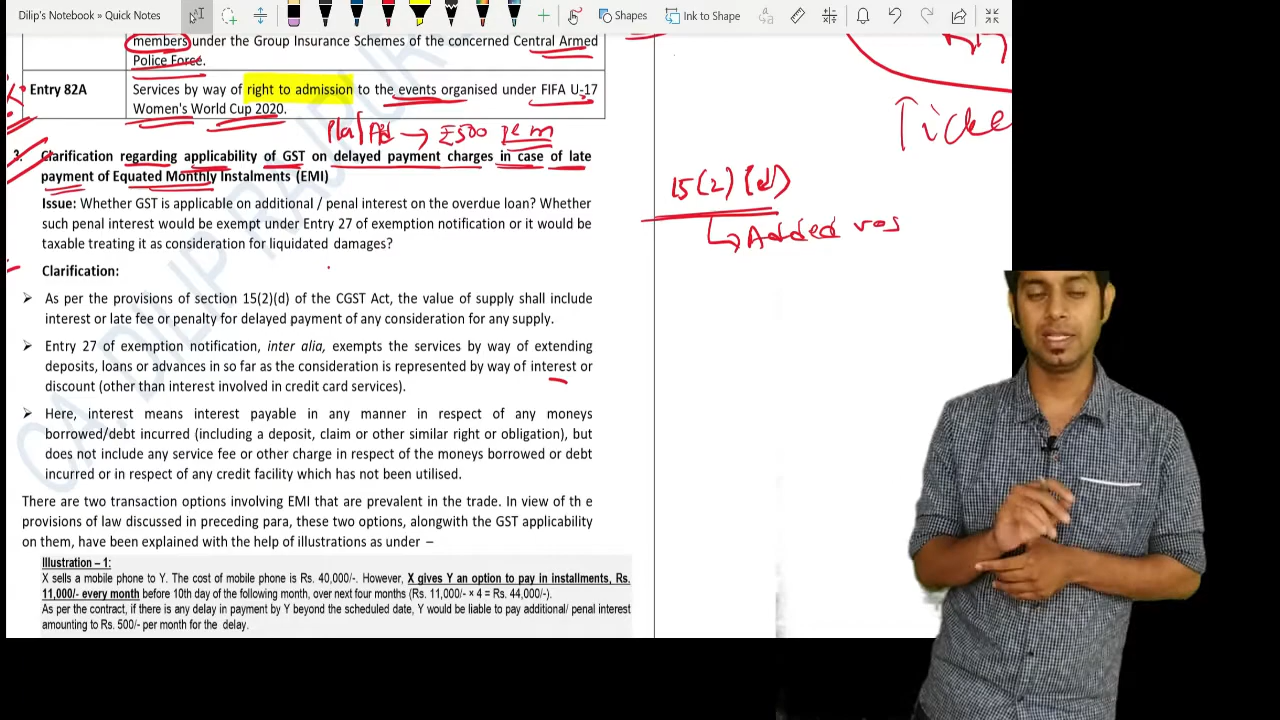 Dilip's Notebook » Quick Notes
Shapes
Ink to Shape
members under the Group Insurance Schemes of the concerned Central Armed
Police Force.
Entry 82A
Services by way of right to admission to the events organised under FIFA U-17
Women's World Cup 2020.
→ ₹500 per m
Ticke
3. Clarification regarding applicability of GST on delayed payment charges in case of late
payment of Equated Monthly Instalments (EMI)
15(2)(d)
Added
Issue: Whether GST is applicable on additional / penal interest on the overdue loan? Whether
such penal interest would be exempt under Entry 27 of exemption notification or it would be
taxable treating it as consideration for liquidated damages?
Clarification:
➢ As per the provisions of section 15(2)(d) of the CGST Act, the value of supply shall include
interest or late fee or penalty for delayed payment of any consideration for any supply.
➢ Entry 27 of exemption notification, inter alia, exempts the services by way of extending
deposits, loans or advances in so far as the consideration is represented by way of interest or
discount (other than interest involved in credit card services).
➢ Here, interest means interest payable in any manner in respect of any moneys
borrowed/debt incurred (including a deposit, claim or other similar right or obligation), but
does not include any service fee or other charge in respect of the moneys borrowed or debt
incurred or in respect of any credit facility which has not been utilised.
There are two transaction options involving EMI that are prevalent in the trade. In view of th e
provisions of law discussed in preceding para, these two options, alongwith the GST applicability
on them, have been explained with the help of illustrations as under –
Illustration – 1:
X sells a mobile phone to Y. The cost of mobile phone is Rs. 40,000/-. However, X gives Y an option to pay in installments, Rs.
11,000/- every month before 10th day of the following month, over next four months (Rs. 11,000/- × 4 = Rs. 44,000/-).
As per the contract, if there is any delay in payment by Y beyond the scheduled date, Y would be liable to pay additional/ penal interest
amounting to Rs. 500/- per month for the delay.